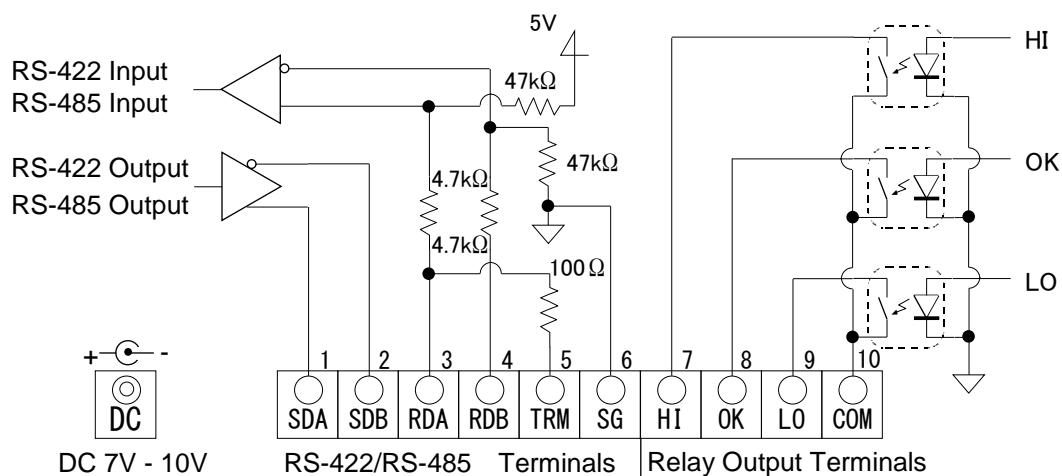 5V
HI
RS-422 Input
47kΩ
RS-485 Input
RS-422 Output
OK
47kΩ
4.7kΩ
RS-485 Output
4.7kΩ
100Ω
LO
+ -
1 2 3 4 5 6 7 8 9 10
DC SDA SDB RDA RDB TRM SG HI OK LO COM
DC 7V - 10V RS-422/RS-485 Terminals Relay Output Terminals